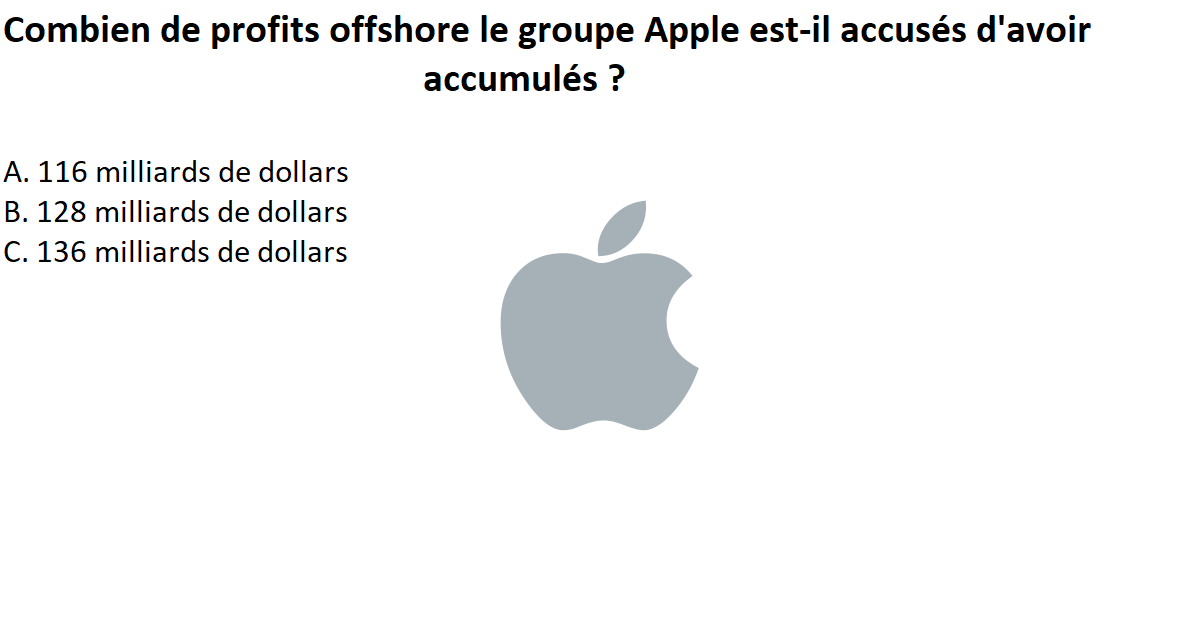 Combien de profits offshore le groupe Apple est-il accusés d'avoir
accumulés ?
A. 116 milliards de dollars
B. 128 milliards de dollars
C. 136 milliards de dollars